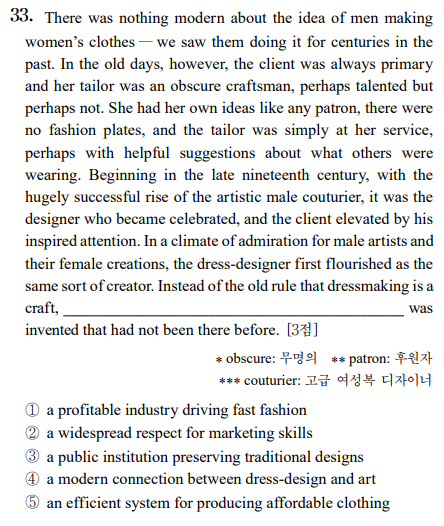 33. There was nothing modern about the idea of men making
women's clothes — we saw them doing it for centuries in the
past. In the old days, however, the client was always primary
and her tailor was an obscure craftsman, perhaps talented but
perhaps not. She had her own ideas like any patron, there were
no fashion plates, and the tailor was simply at her service,
perhaps with helpful suggestions about what others were
wearing. Beginning in the late nineteenth century, with the
hugely successful rise of the artistic male couturier, it was the
designer who became celebrated, and the client elevated by his
inspired attention. In a climate of admiration for male artists and
their female creations, the dress-designer first flourished as the
same sort of creator. Instead of the old rule that dressmaking is a
craft, ______________________________ was
invented that had not been there before. [3점]
* obscure: 무명의 ** patron: 후원자
*** couturier: 고급 여성복 디자이너
① a profitable industry driving fast fashion
② a widespread respect for marketing skills
③ a public institution preserving traditional designs
④ a modern connection between dress-design and art
⑤ an efficient system for producing affordable clothing